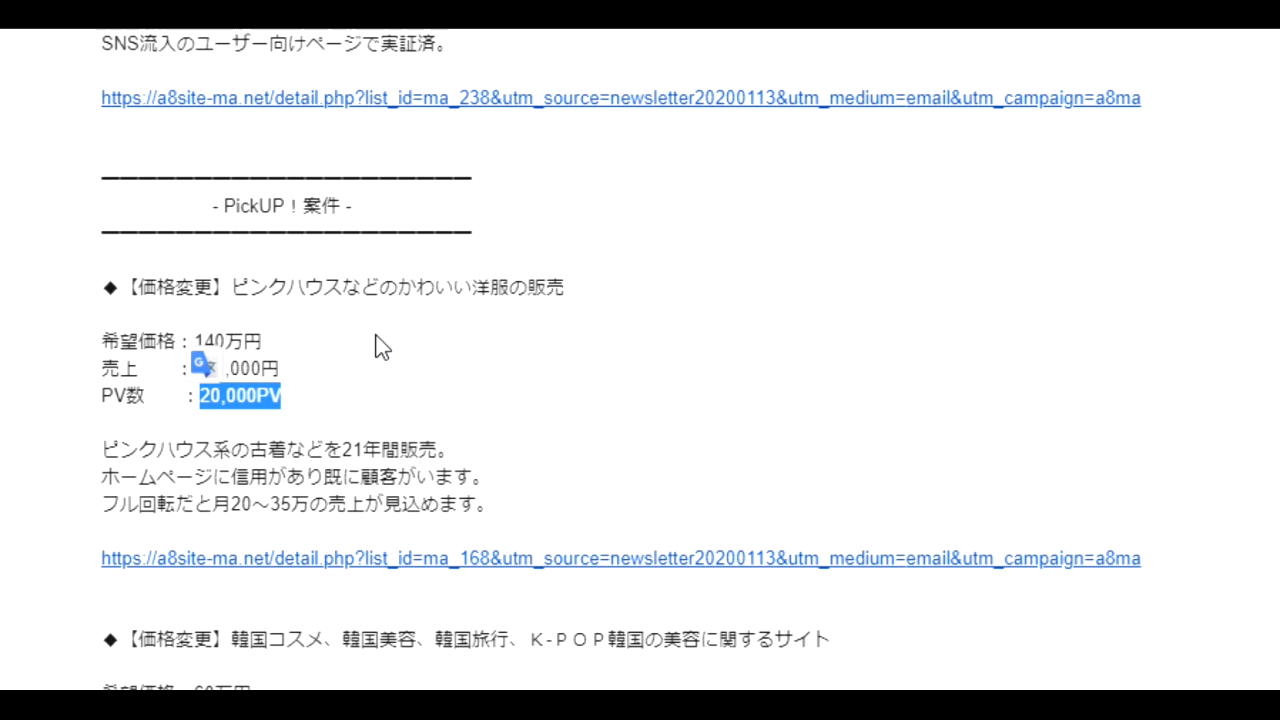 SNS流入のユーザー向けページで実証済。
https://a8site-ma.net/detail.php?list_id=ma_238&utm_source=newsletter20200113&utm_medium=email&utm_campaign=a8ma
- PickUP！案件 -
◆【価格変更】ピンクハウスなどのかわいい洋服の販売
希望価格：140万円
売上　　：,000円
PV数　　：20,000PV
ピンクハウス系の古着などを21年間販売。
ホームページに信用があり既に顧客がいます。
フル回転だと月20～35万の売上が見込めます。
https://a8site-ma.net/detail.php?list_id=ma_168&utm_source=newsletter20200113&utm_medium=email&utm_campaign=a8ma
◆【価格変更】韓国コスメ、韓国美容、韓国旅行、Ｋ-ＰＯＰ韓国の美容に関するサイト